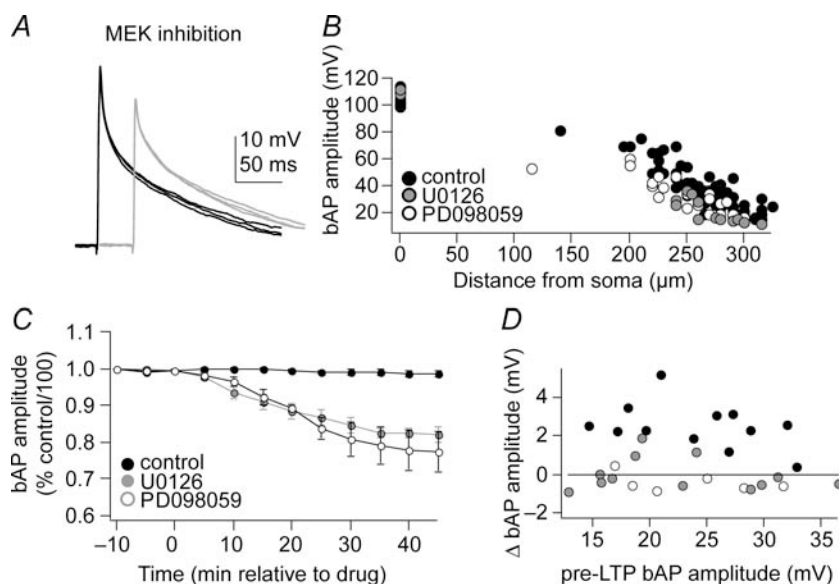 A
MEK inhibition
10 mV
50 ms
B
bAP amplitude (mV)
120
100
80
60
40
20
control
U0126
PD098059
0
50
100
150
200
250
300
Distance from soma (μm)
C
bAP amplitude
(% control/100)
1.0
0.9
0.8
0.7
0.6
control
U0126
PD098059
−10
0
10
20
30
40
Time (min relative to drug)
D
Δ bAP amplitude (mV)
4
2
0
−2
15
20
25
30
35
pre-LTP bAP amplitude (mV)